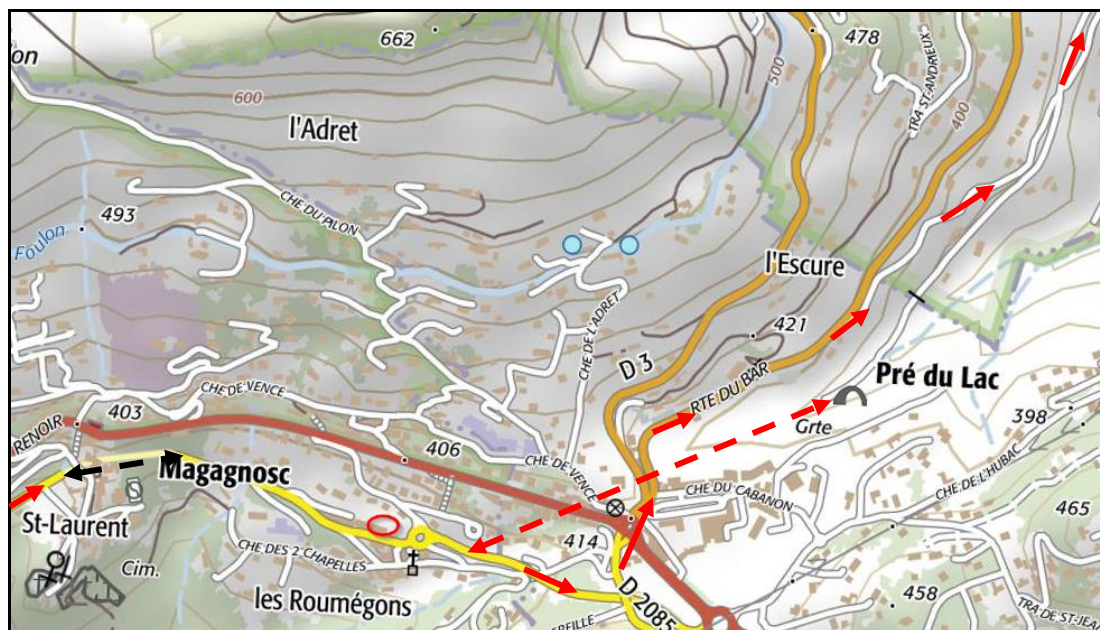 662
478
TRA ST-ANDRIEUX
500
on
600
400
l'Adret
CHE DU PILON
493
Foulon
l'Escure
CHE DE L'ADRET
421
D 3
RTE DU BAR
Pré du Lac
CHE DE VENCE
403
Grte
398
RENOIR
406
CHE DE VENCE
CHE DE L'HUBAC
Magagnosc
CHE DU CABANON
465
St-Laurent
414
CHE DES 2 CHAPELLES
Cim.
D 2085
458
les Roumégons
TRA DE ST-JEA
REILLE